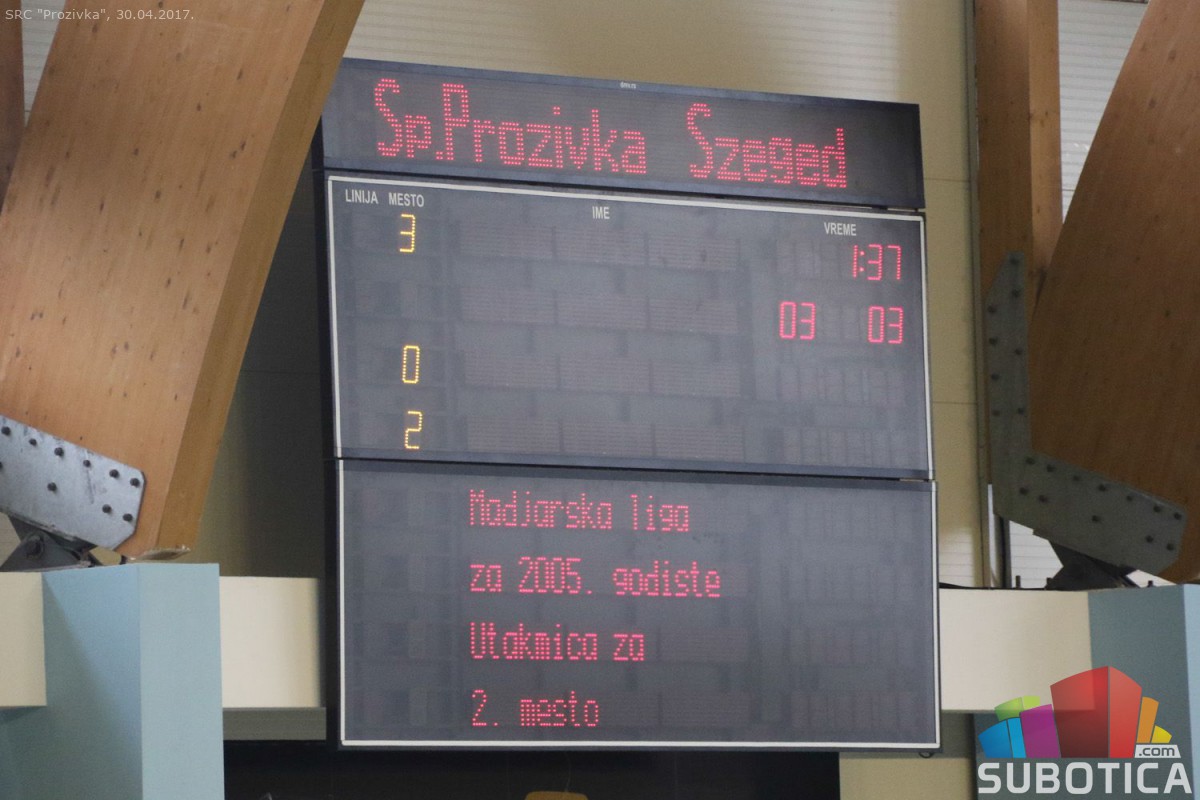 SRC "Prozivka", 30.04.2017.
Sp.Prozivka Szeged
LINIJA MESTO IME VREME
3 1:37
03 03
0
2
Madjarska liga
za 2005. godiste
Utakmica za
2. mesto
.com
SUBOTICA